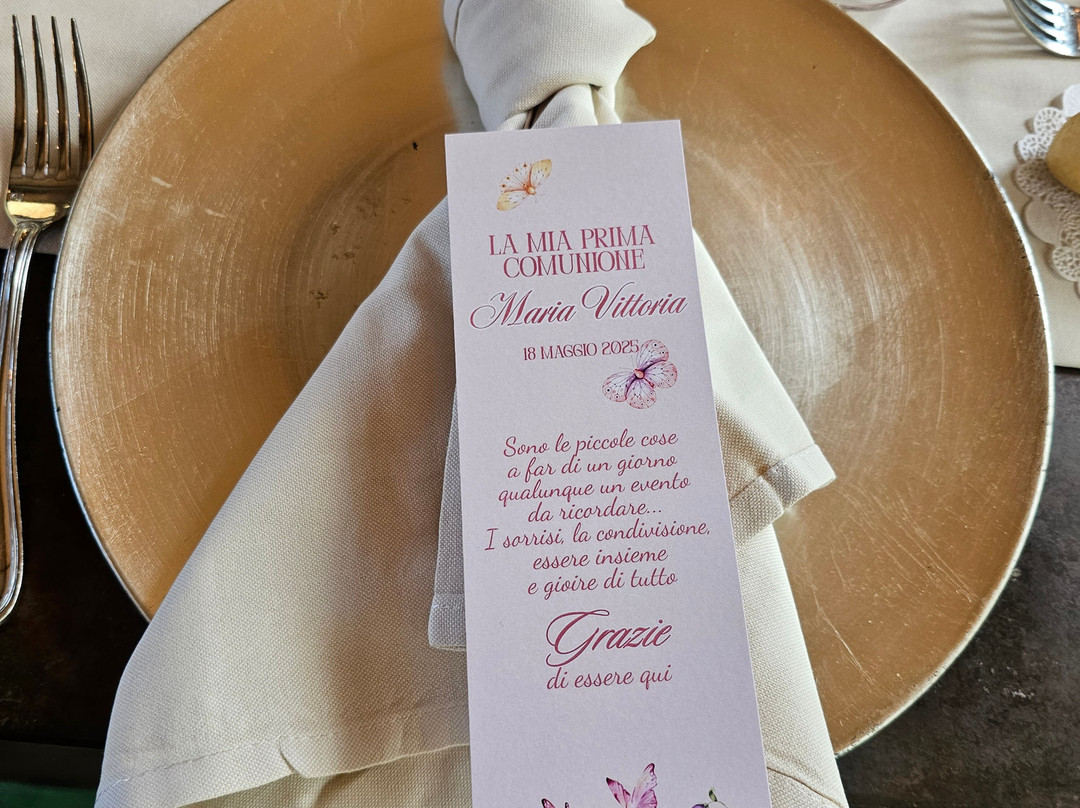 LA MIA PRIMA
COMUNIONE
Maria Vittoria
18 MAGGIO 2025
Sono le piccole cose
a far di un giorno
qualunque un evento
da ricordare...
I sorrisi, la condivisione,
essere insieme
e gioire di tutto
Grazie
di essere qui